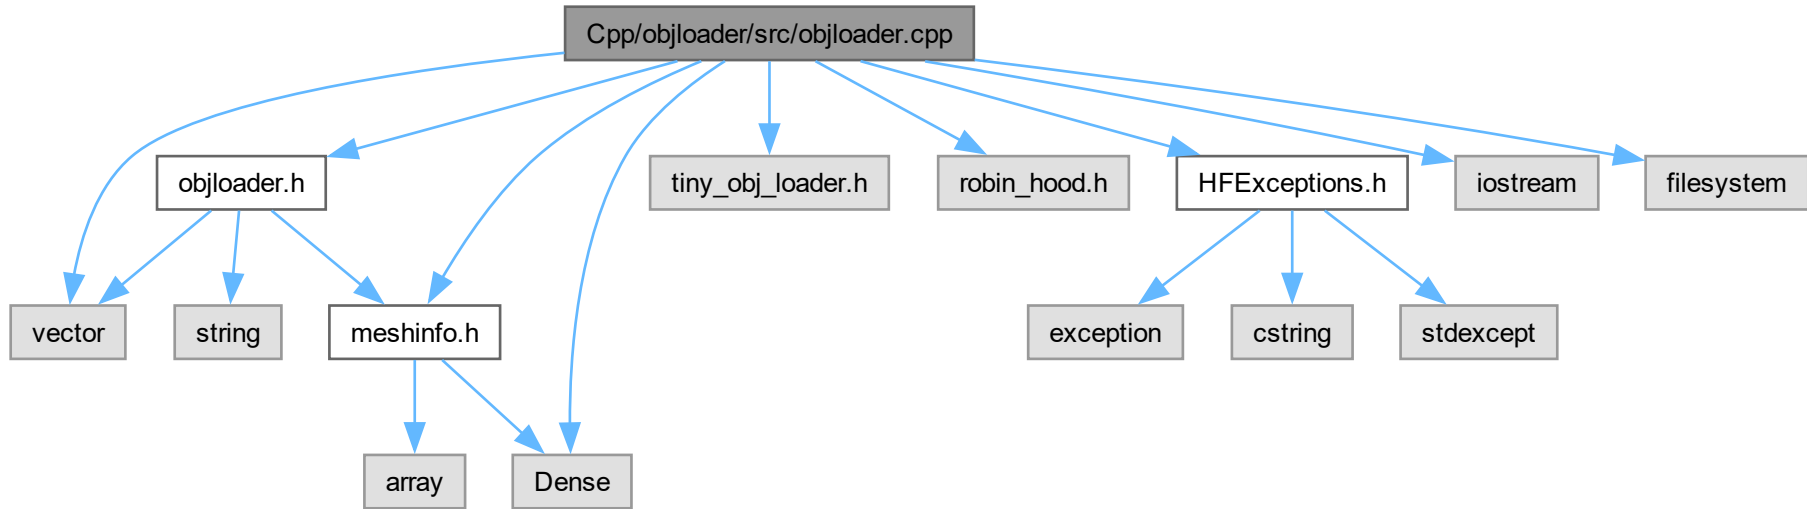 Cpp/objloader/src/objloader.cpp
objloader.h
tiny_obj_loader.h
robin_hood.h
HFExceptions.h
iostream
filesystem
vector
string
meshinfo.h
exception
cstring
stdexcept
array
Dense